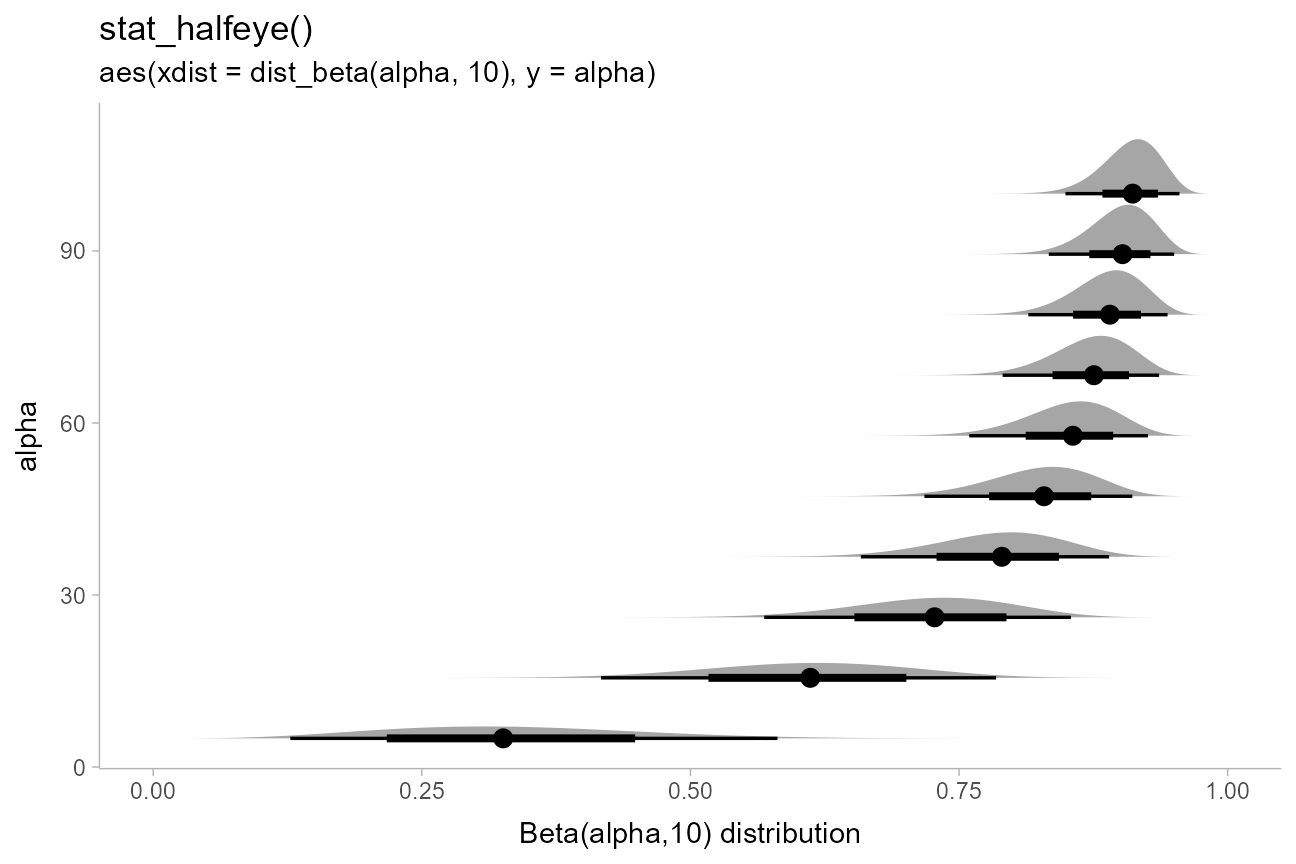 stat_halfeye()
aes(xdist = dist_beta(alpha, 10), y = alpha)
alpha
90
60
30
0
0.00 0.25 0.50 0.75 1.00
Beta(alpha,10) distribution